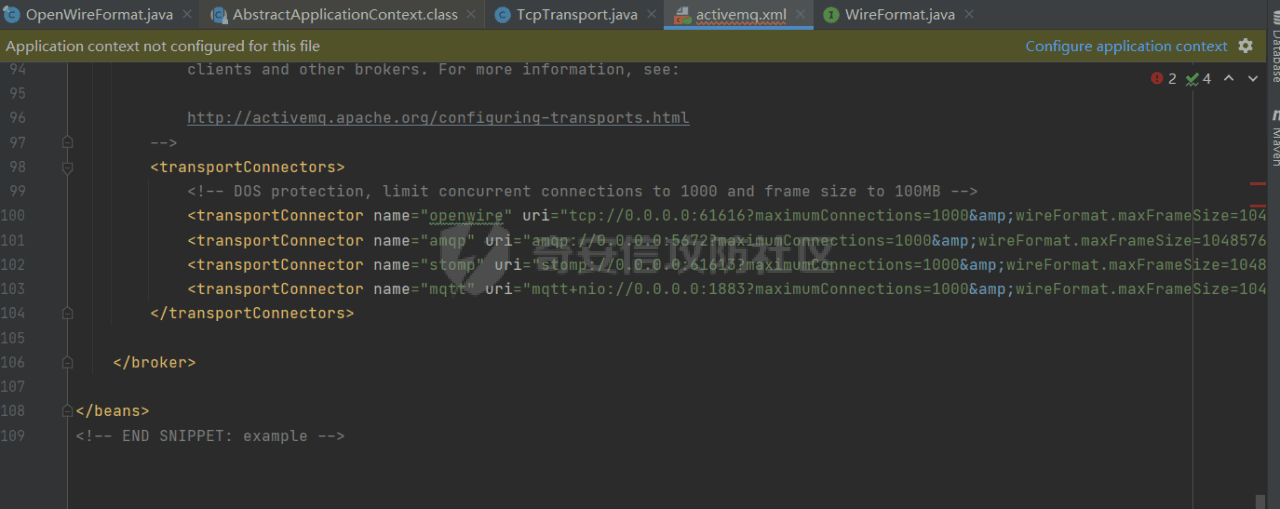 OpenWireFormat.java
AbstractApplicationContext.class
TcpTransport.java
activemq.xml
WireFormat.java
Application context not configured for this file
Configure application context
94 clients and other brokers. For more information, see:
2 4
95
96 http://activemq.apache.org/configuring-transports.html
97 -->
98 <transportConnectors>
99 <!-- DOS protection, limit concurrent connections to 1000 and frame size to 100MB -->
100 <transportConnector name="openwire" uri="tcp://0.0.0.0:61616?maximumConnections=1000&amp;wireFormat.maxFrameSize=104
101 <transportConnector name="amqp" uri="amqp://0.0.0.0:5672?maximumConnections=1000&amp;wireFormat.maxFrameSize=1048576
102 <transportConnector name="stomp" uri="stomp://0.0.0.0:61613?maximumConnections=1000&amp;wireFormat.maxFrameSize=1048
103 <transportConnector name="mqtt" uri="mqtt+nio://0.0.0.0:1883?maximumConnections=1000&amp;wireFormat.maxFrameSize=104
104 </transportConnectors>
105
106 </broker>
107
108 </beans>
109 <!-- END SNIPPET: example -->
奇安信攻防社区
Database
Maven